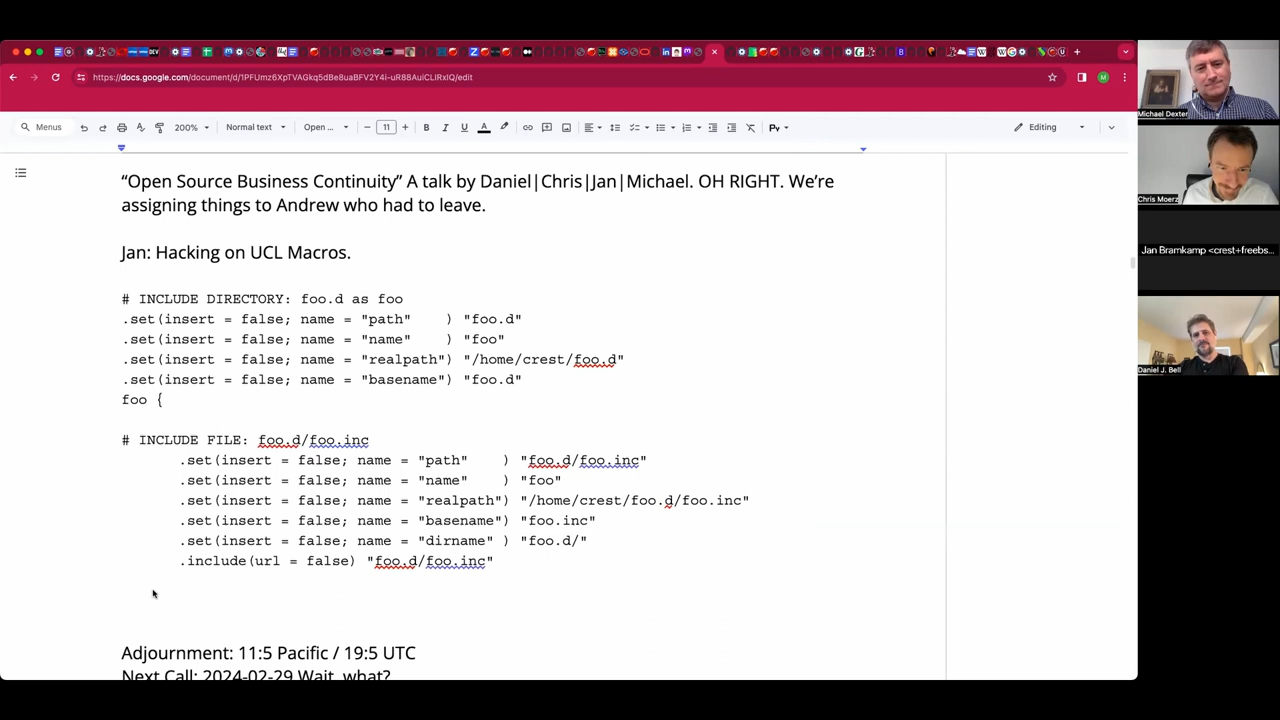 https://docs.google.com/document/d/1PFUmz6XpTVAGkq5dBe8uaBFV2Y4i-uR88AuiCLIRxIQ/edit
Menus 200% Normal text Open ... 11 Editing
“Open Source Business Continuity” A talk by Daniel|Chris|Jan|Michael. OH RIGHT. We’re
assigning things to Andrew who had to leave.
Jan: Hacking on UCL Macros.
# INCLUDE DIRECTORY: foo.d as foo
.set(insert = false; name = "path"    ) "foo.d"
.set(insert = false; name = "name"    ) "foo"
.set(insert = false; name = "realpath") "/home/crest/foo.d"
.set(insert = false; name = "basename") "foo.d"
foo {
# INCLUDE FILE: foo.d/foo.inc
.set(insert = false; name = "path"    ) "foo.d/foo.inc"
.set(insert = false; name = "name"    ) "foo"
.set(insert = false; name = "realpath") "/home/crest/foo.d/foo.inc"
.set(insert = false; name = "basename") "foo.inc"
.set(insert = false; name = "dirname" ) "foo.d/"
.include(url = false) "foo.d/foo.inc"
Adjournment: 11:5 Pacific / 19:5 UTC
Next Call: 2024-02-29 Wait, what?
Michael Dexter
Chris Moerz
Jan Bramkamp <crest+freebs...
Daniel J. Bell